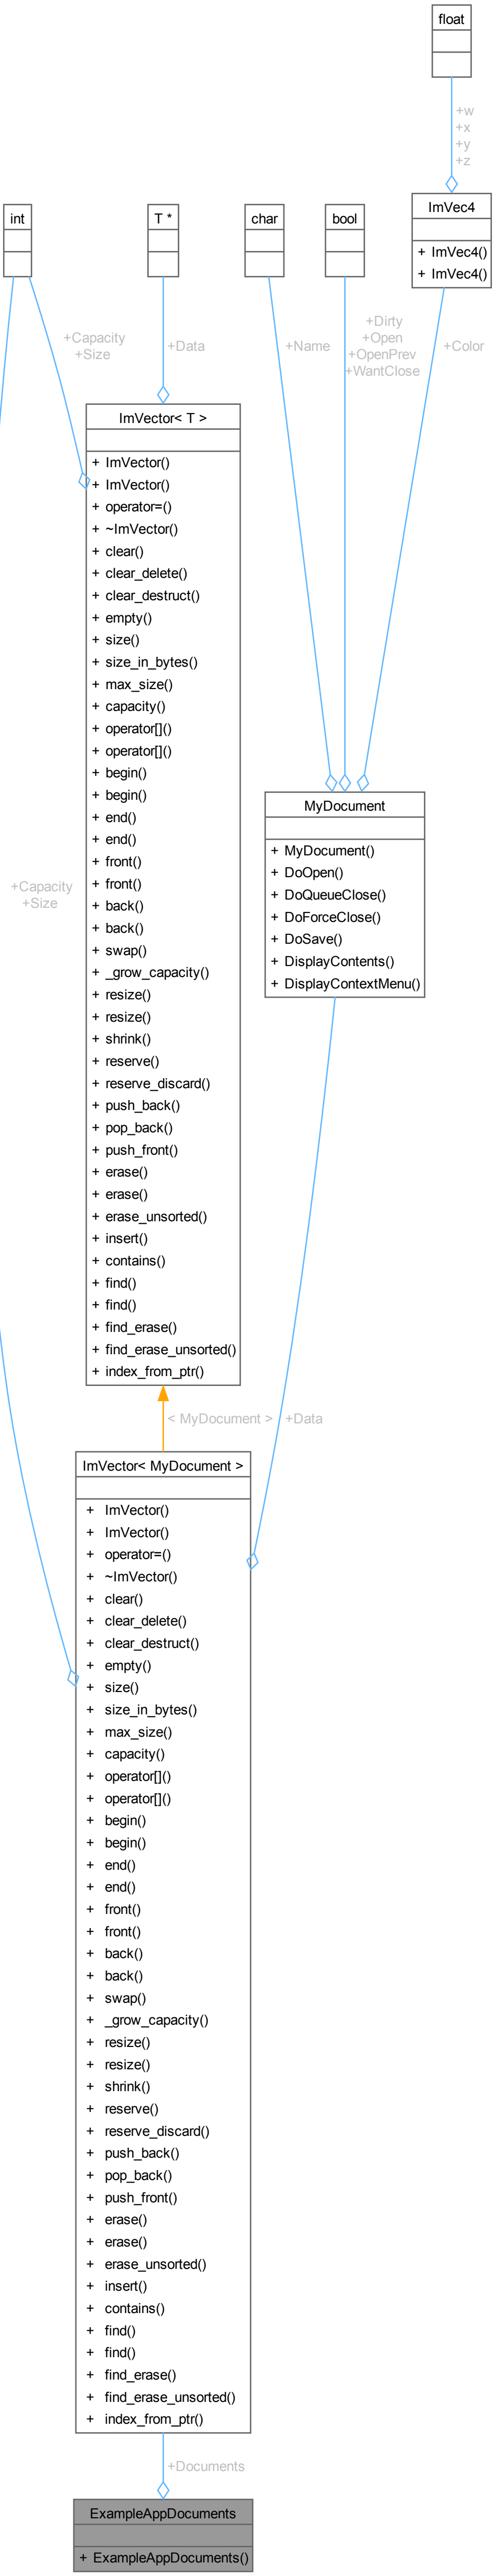 float
+w
+x
+y
+z
int
T *
char
bool
ImVec4
+ ImVec4()
+ ImVec4()
+Capacity
+Size
+Data
+Name
+Dirty
+Open
+OpenPrev
+WantClose
+Color
ImVector< T >
+ ImVector()
+ ImVector()
+ operator=()
+ ~ImVector()
+ clear()
+ clear_delete()
+ clear_destruct()
+ empty()
+ size()
+ size_in_bytes()
+ max_size()
+ capacity()
+ operator[]()
+ operator[]()
+ begin()
+ begin()
+ end()
+ end()
+ front()
+ front()
+ back()
+ back()
+ swap()
+ _grow_capacity()
+ resize()
+ resize()
+ shrink()
+ reserve()
+ reserve_discard()
+ push_back()
+ pop_back()
+ push_front()
+ erase()
+ erase()
+ erase_unsorted()
+ insert()
+ contains()
+ find()
+ find()
+ find_erase()
+ find_erase_unsorted()
+ index_from_ptr()
MyDocument
+ MyDocument()
+ DoOpen()
+ DoQueueClose()
+ DoForceClose()
+ DoSave()
+ DisplayContents()
+ DisplayContextMenu()
+Capacity
+Size
< MyDocument >
+Data
ImVector< MyDocument >
+ ImVector()
+ ImVector()
+ operator=()
+ ~ImVector()
+ clear()
+ clear_delete()
+ clear_destruct()
+ empty()
+ size()
+ size_in_bytes()
+ max_size()
+ capacity()
+ operator[]()
+ operator[]()
+ begin()
+ begin()
+ end()
+ end()
+ front()
+ front()
+ back()
+ back()
+ swap()
+ _grow_capacity()
+ resize()
+ resize()
+ shrink()
+ reserve()
+ reserve_discard()
+ push_back()
+ pop_back()
+ push_front()
+ erase()
+ erase()
+ erase_unsorted()
+ insert()
+ contains()
+ find()
+ find()
+ find_erase()
+ find_erase_unsorted()
+ index_from_ptr()
+Documents
ExampleAppDocuments
+ ExampleAppDocuments()